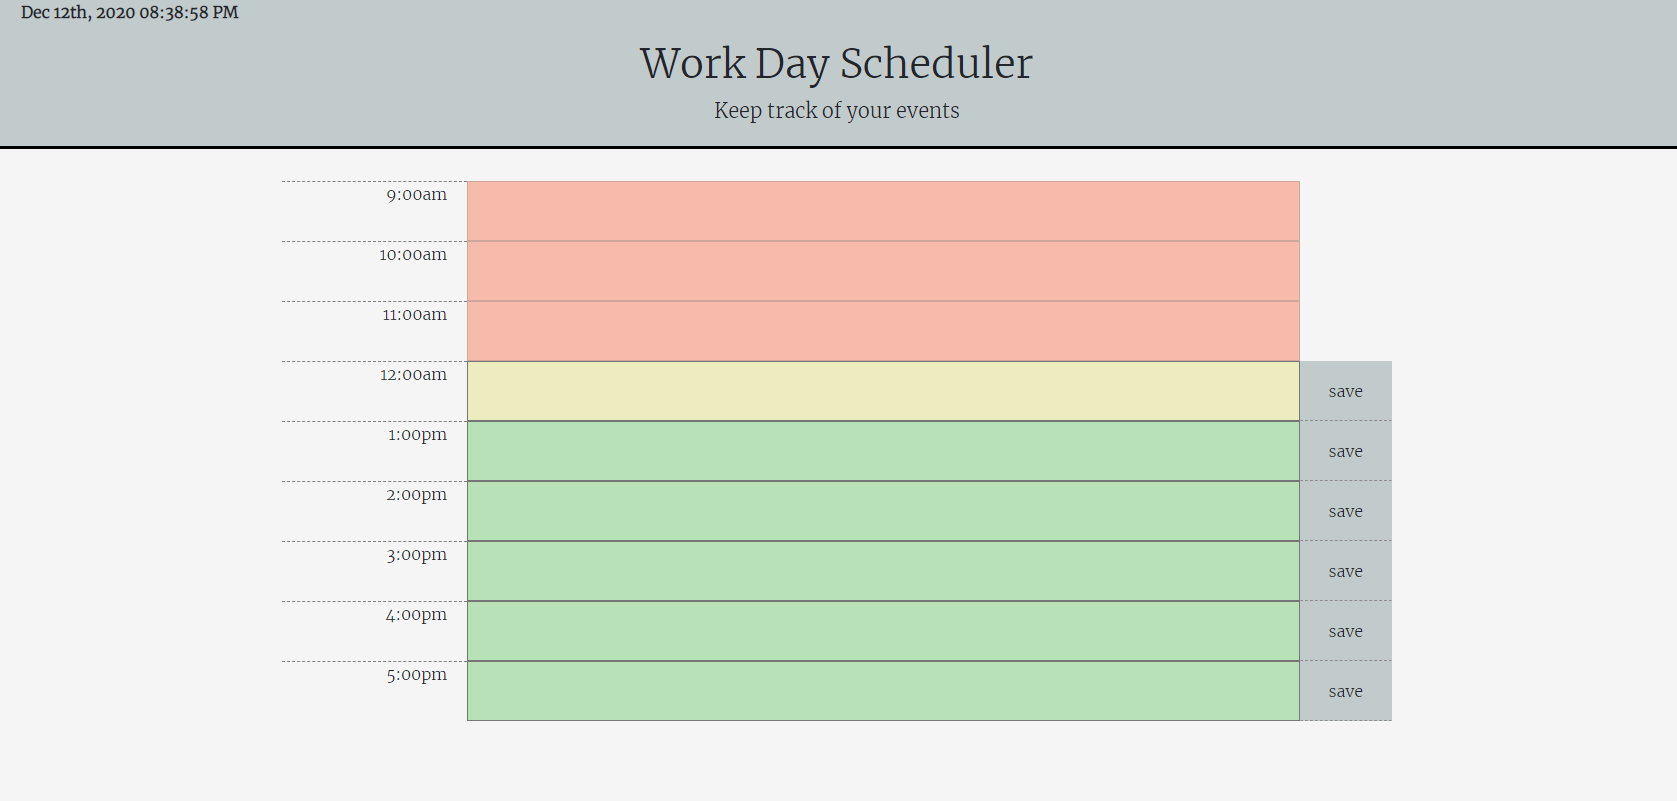 Dec 12th, 2020 08:38:58 PM
Work Day Scheduler
Keep track of your events
9:00am
10:00am
11:00am
12:00am save
1:00pm save
2:00pm save
3:00pm save
4:00pm save
5:00pm save